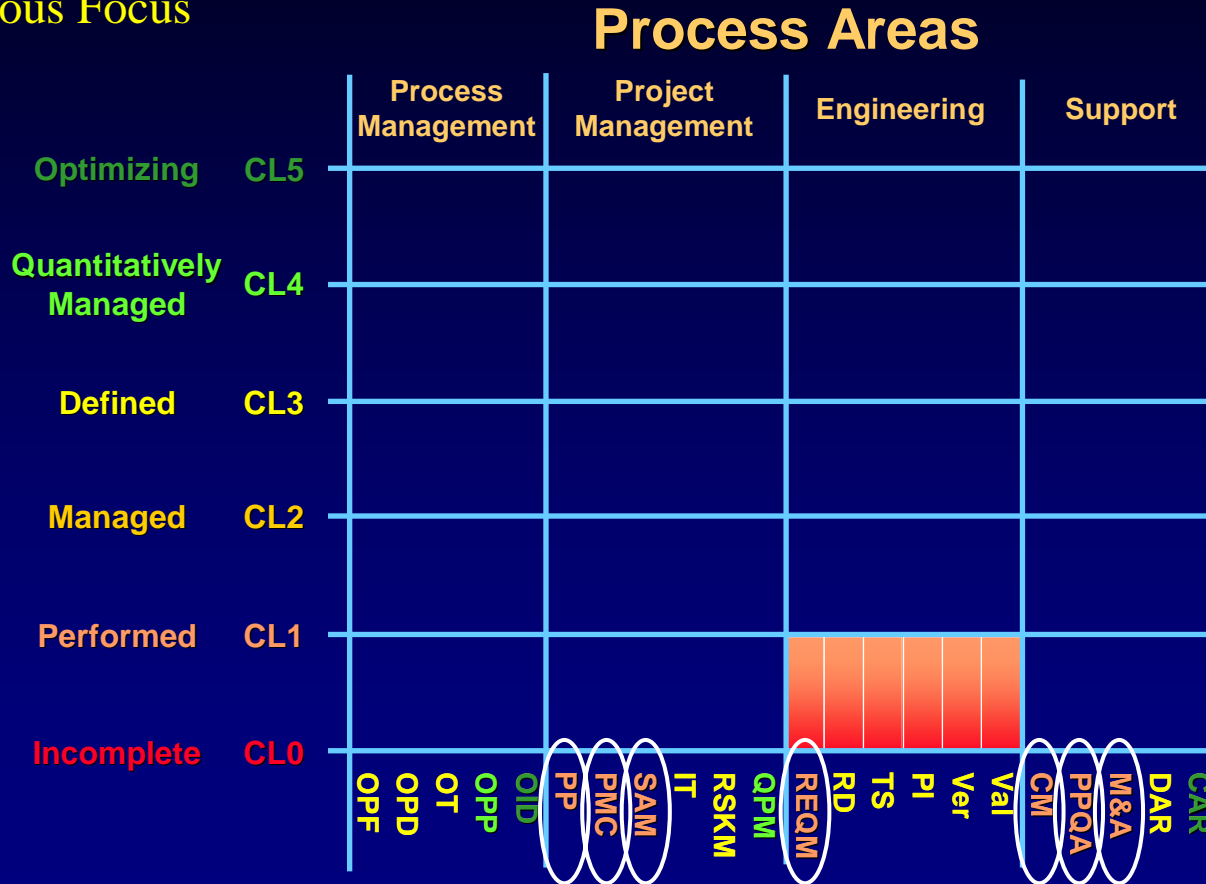 ous Focus
Process Areas
Process
Management
Project
Management
Engineering
Support
Optimizing CL5
Quantitatively
Managed
CL4
Defined CL3
Managed CL2
Performed CL1
Incomplete CL0
OPF OPD OT OPP OID PP PMC SAM IT RSKM QPM REQM RD TS PI Ver Val CM PPQA M&A DAR CAR